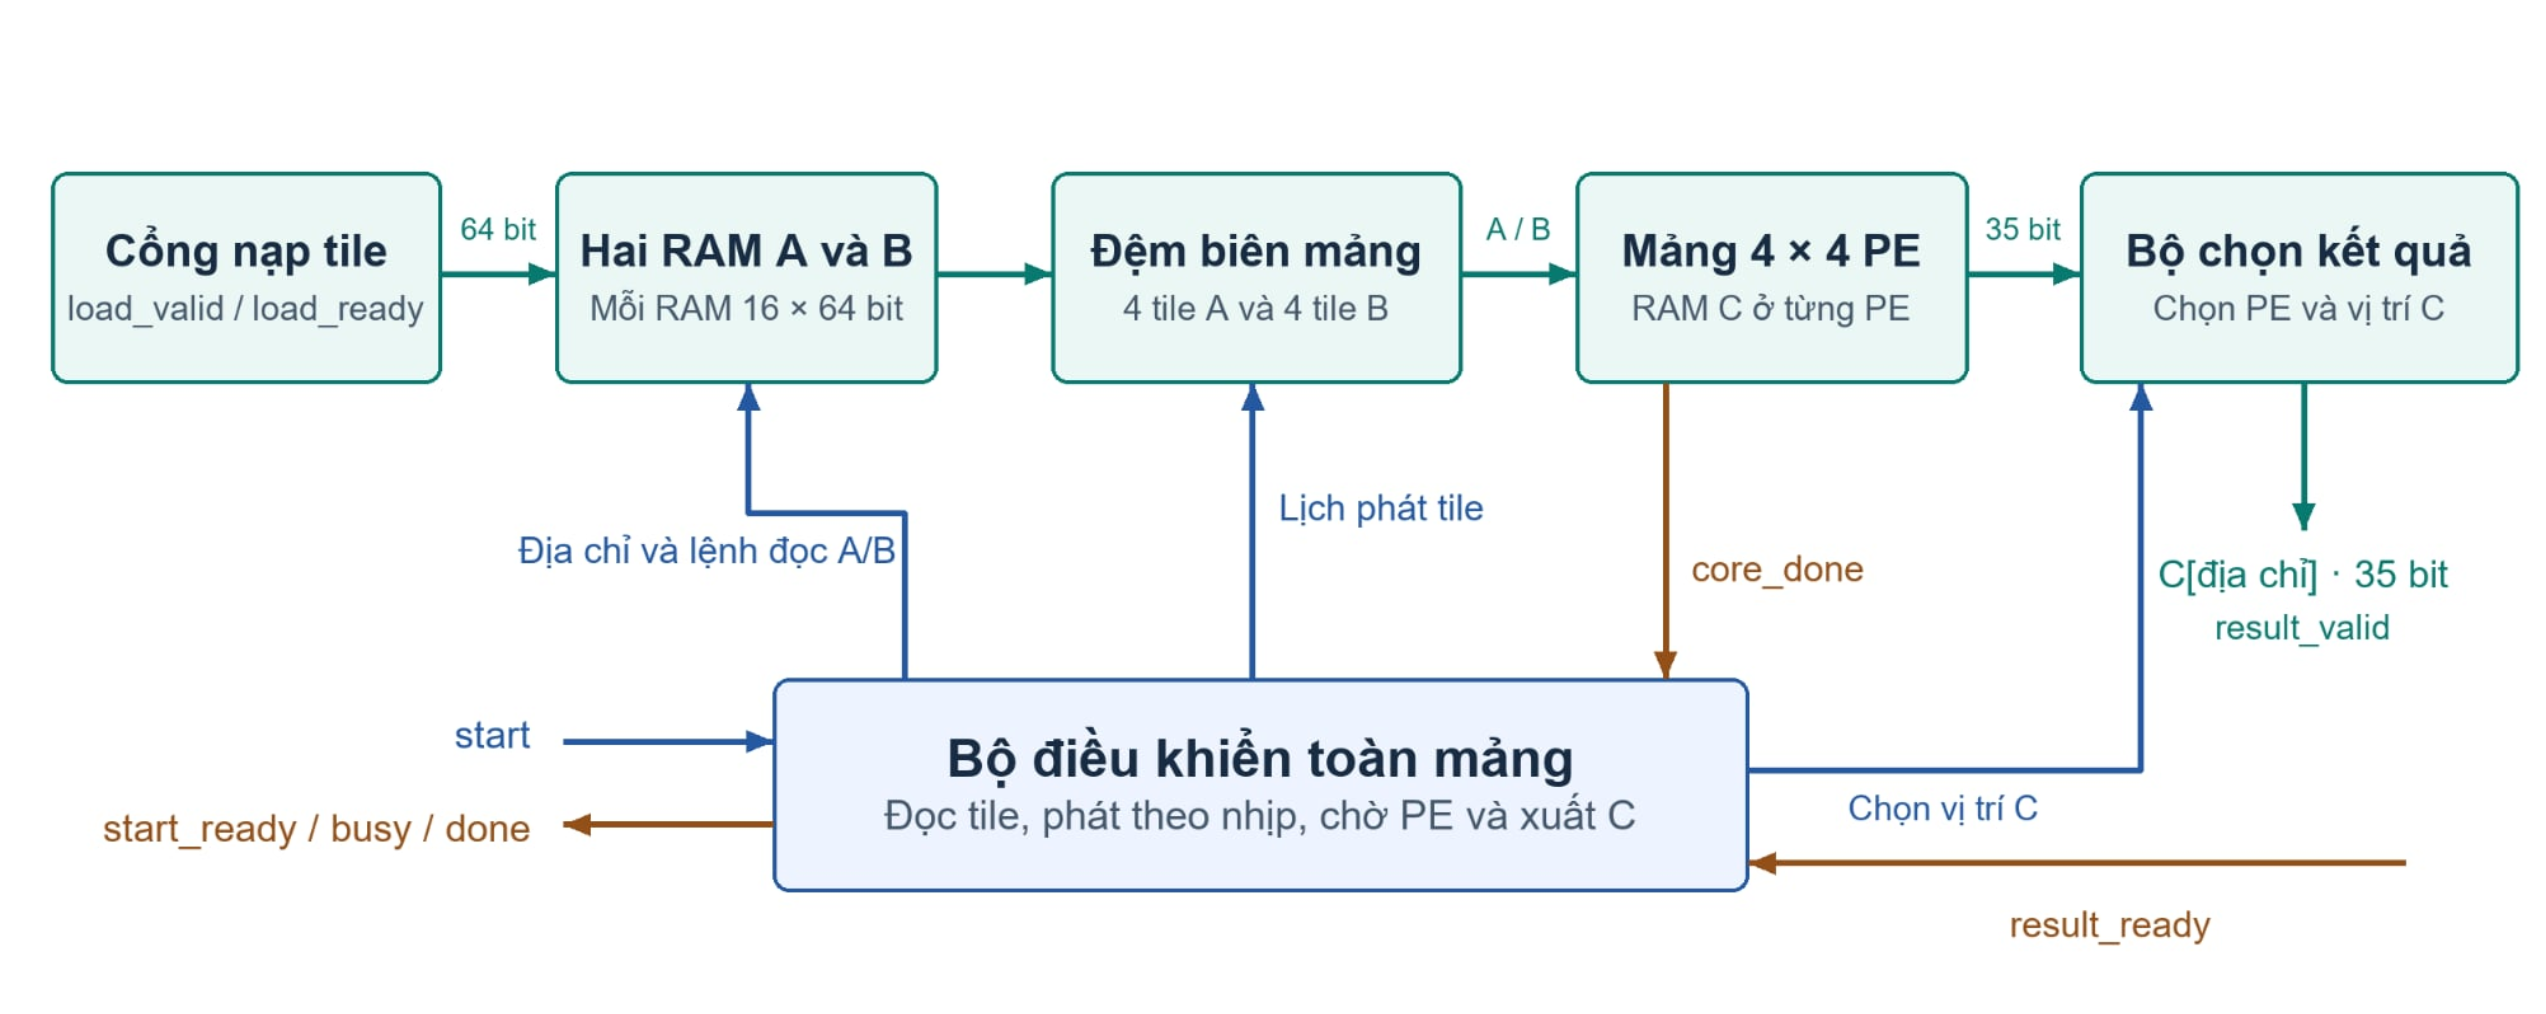 Cổng nạp tile
load_valid / load_ready
64 bit
Hai RAM A và B
Mỗi RAM 16 × 64 bit
Đệm biên mảng
4 tile A và 4 tile B
A / B
Mảng 4 × 4 PE
RAM C ở từng PE
35 bit
Bộ chọn kết quả
Chọn PE và vị trí C
Địa chỉ và lệnh đọc A/B
Lịch phát tile
core_done
C[địa chỉ] · 35 bit
result_valid
start
start_ready / busy / done
Bộ điều khiển toàn mảng
Đọc tile, phát theo nhịp, chờ PE và xuất C
Chọn vị trí C
result_ready